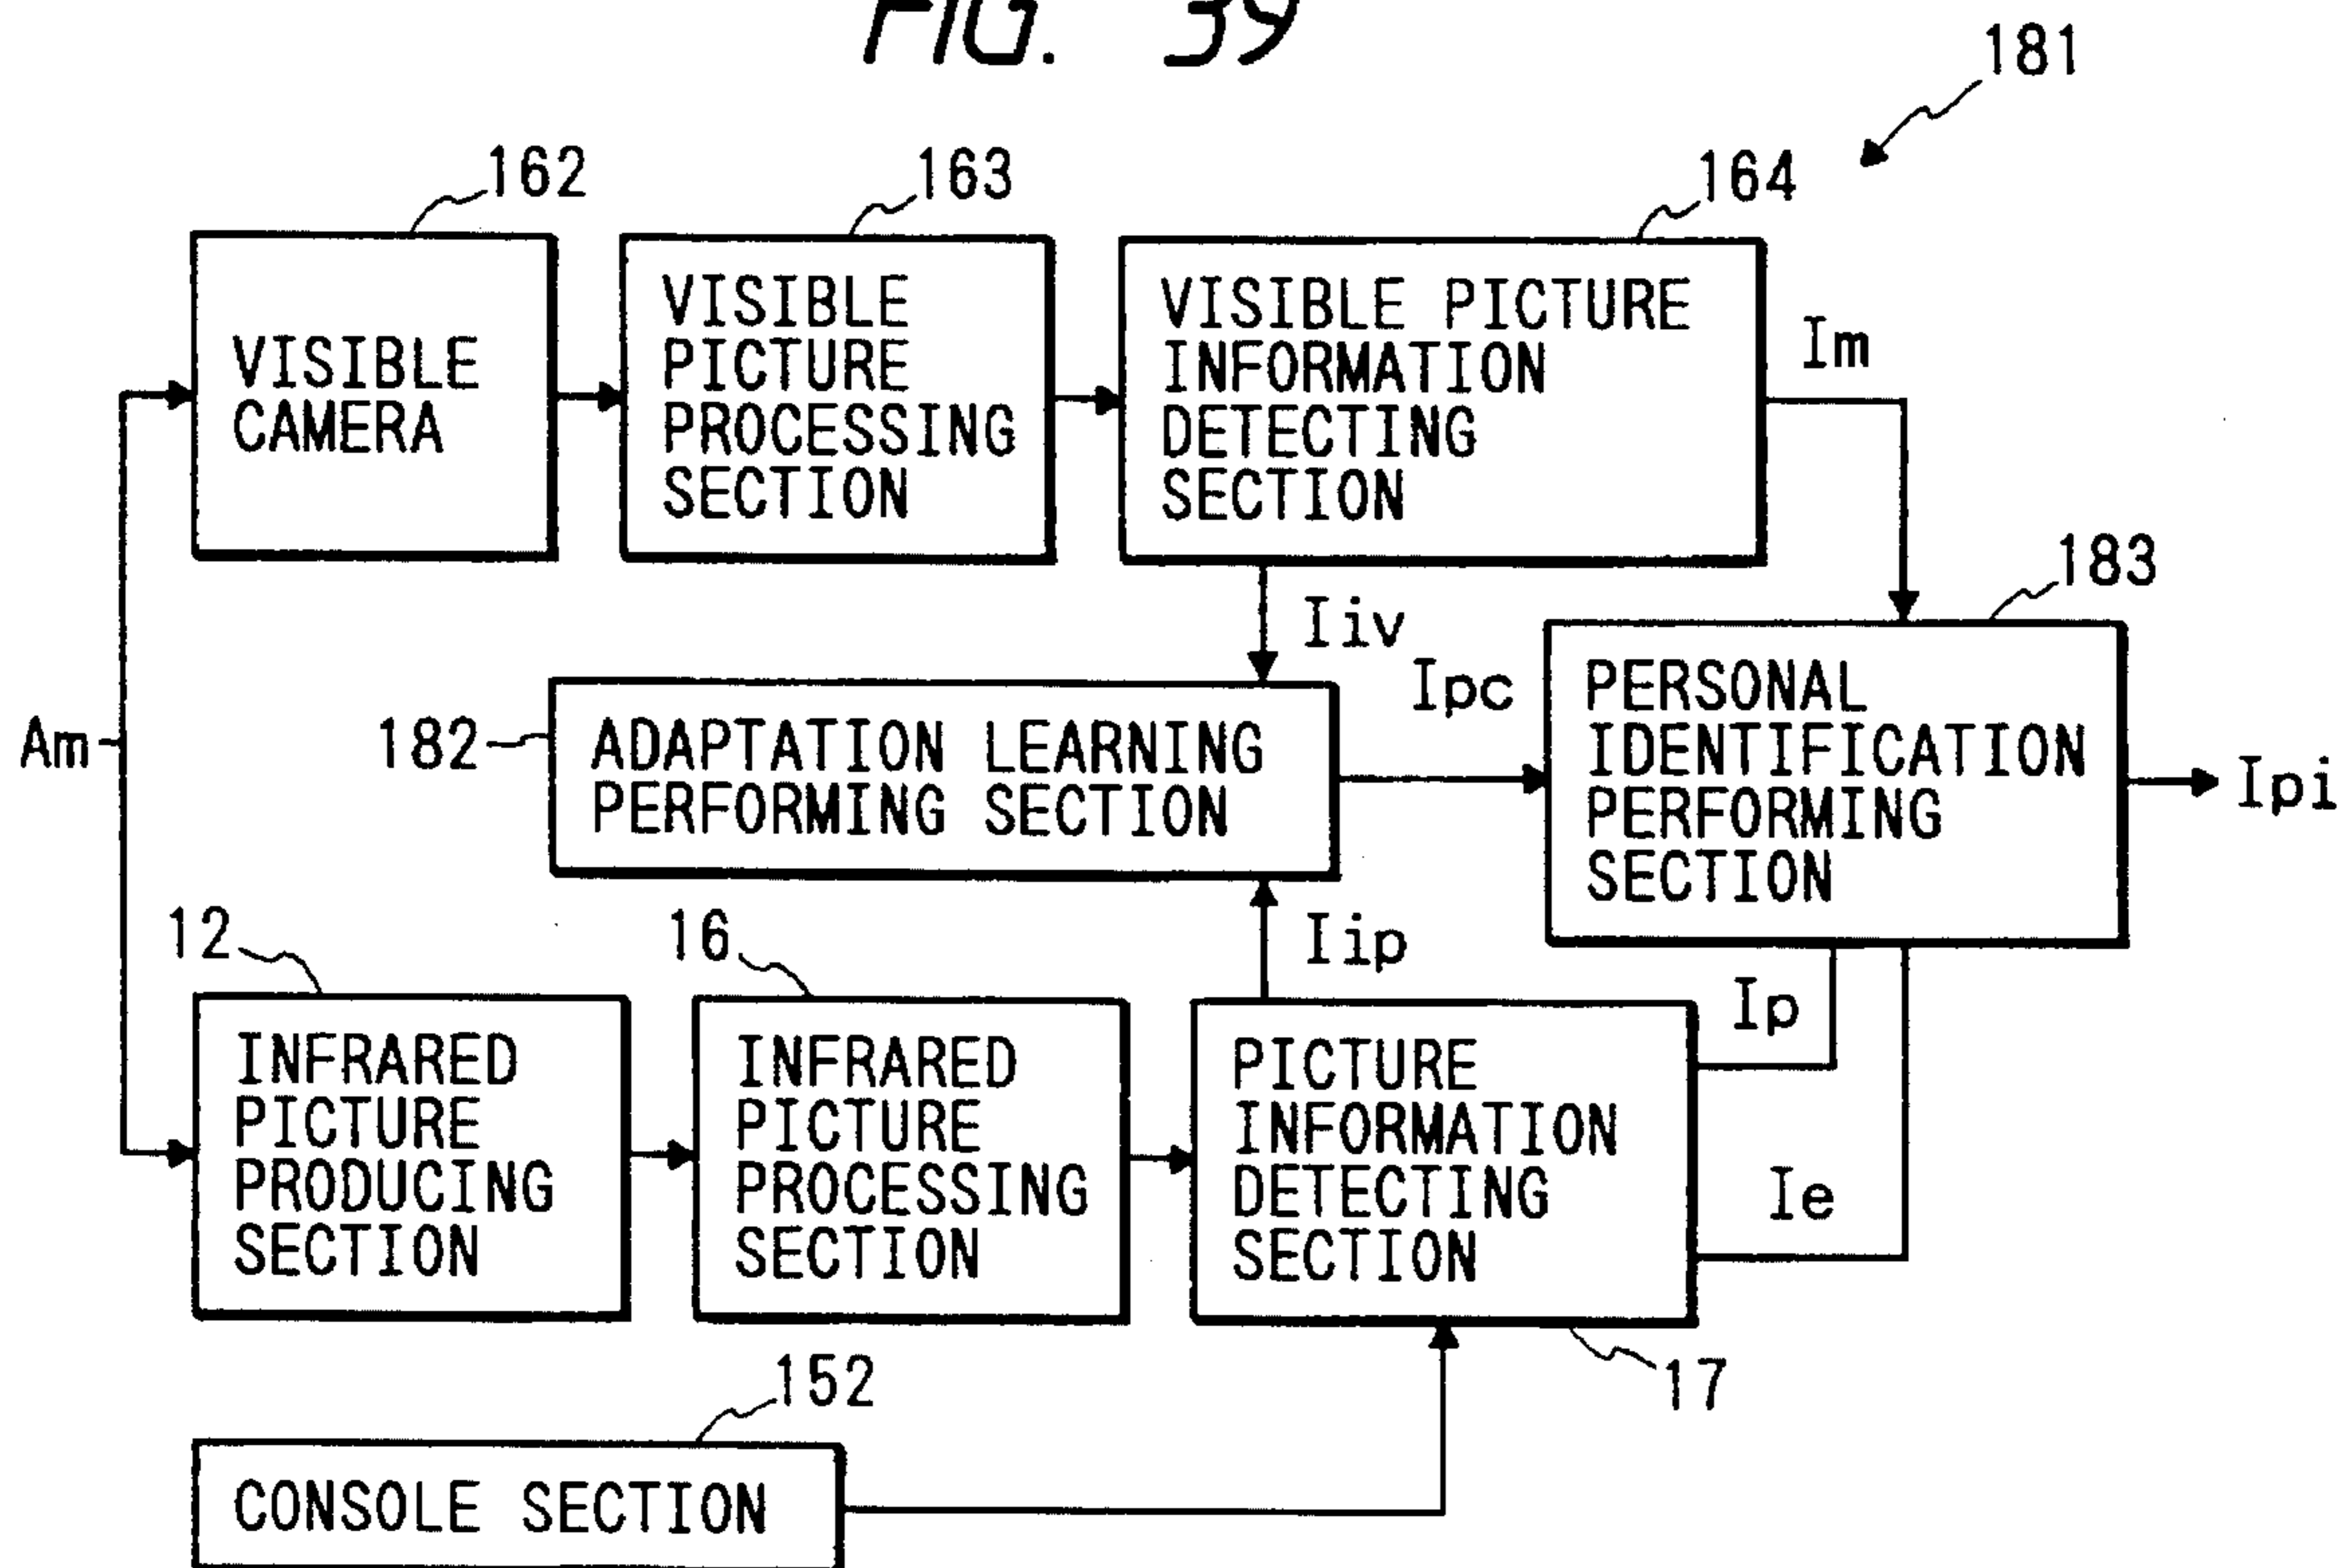 FIG. 39
181
162
163
164
VISIBLE
CAMERA
VISIBLE
PICTURE
PROCESSING
SECTION
VISIBLE PICTURE
INFORMATION
DETECTING
SECTION
Im
183
Iiv
Ipc
Am
182
ADAPTATION LEARNING
PERFORMING SECTION
PERSONAL
IDENTIFICATION
PERFORMING
SECTION
Ipi
12
16
Iip
Ip
INFRARED
PICTURE
PRODUCING
SECTION
INFRARED
PICTURE
PROCESSING
SECTION
PICTURE
INFORMATION
DETECTING
SECTION
Ie
152
17
CONSOLE SECTION